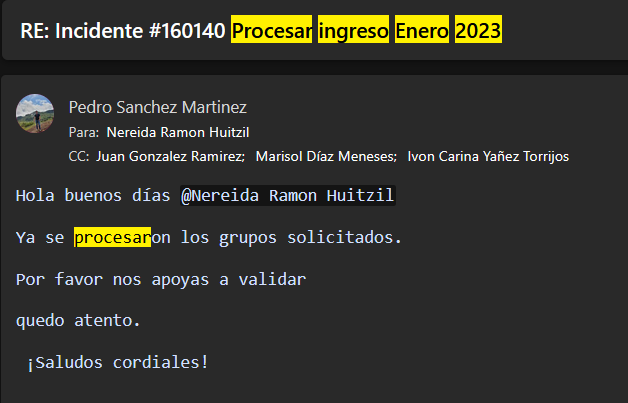 RE: Incidente #160140 Procesar ingreso Enero 2023
Pedro Sanchez Martinez
Para: Nereida Ramon Huitzil
CC: Juan Gonzalez Ramirez; Marisol Díaz Meneses; Ivon Carina Yañez Torrijos
Hola buenos días @Nereida Ramon Huitzil
Ya se procesaron los grupos solicitados.
Por favor nos apoyas a validar
quedo atento.
¡Saludos cordiales!